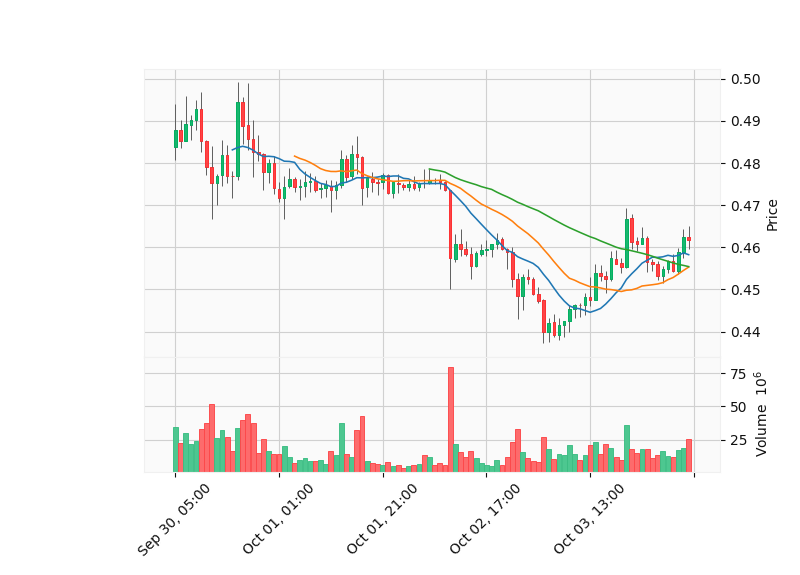 0.50
0.49
0.48
0.47
0.46
0.45
0.44
Price
75
50
25
Volume 10⁶
Sep 30, 05:00
Oct 01, 01:00
Oct 01, 21:00
Oct 02, 17:00
Oct 03, 13:00